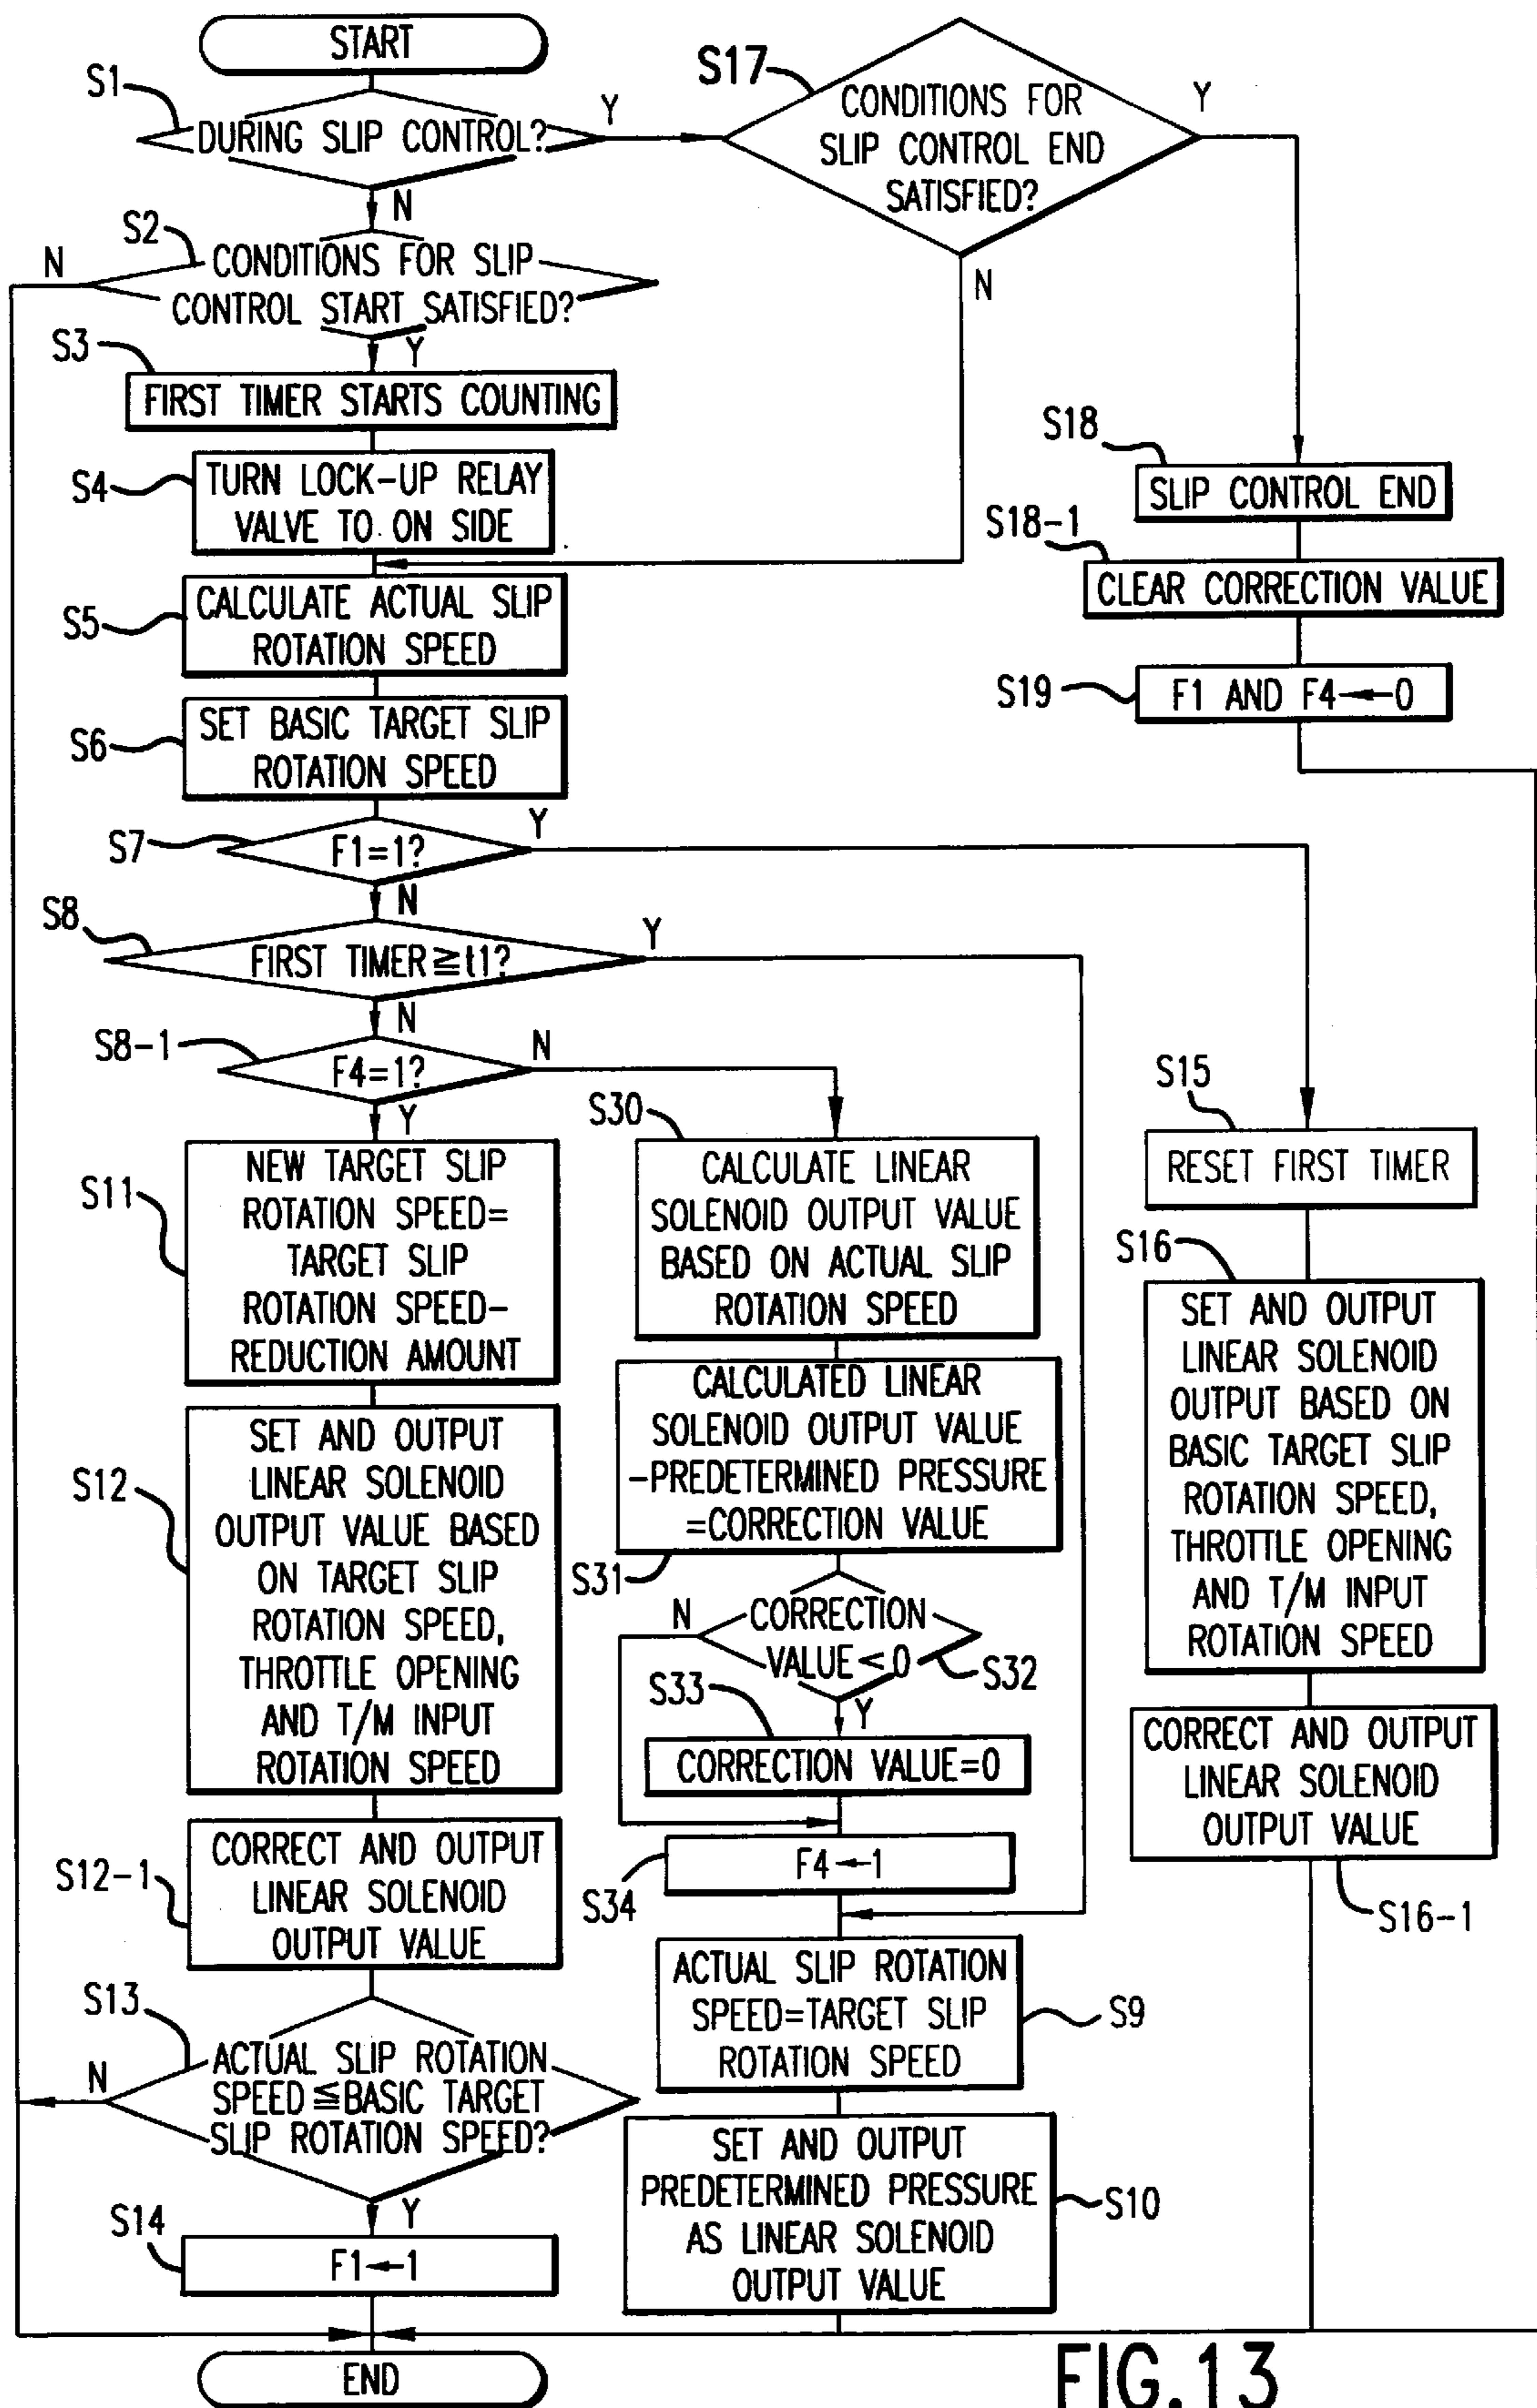 START
S1
DURING SLIP CONTROL?
Y
N
S17
CONDITIONS FOR
SLIP CONTROL END
SATISFIED?
Y
N
S2
N
CONDITIONS FOR SLIP
CONTROL START SATISFIED?
Y
S3
FIRST TIMER STARTS COUNTING
S4
TURN LOCK-UP RELAY
VALVE TO ON SIDE
S18
SLIP CONTROL END
S18-1
CLEAR CORRECTION VALUE
S19
F1 AND F4←0
S5
CALCULATE ACTUAL SLIP
ROTATION SPEED
S6
SET BASIC TARGET SLIP
ROTATION SPEED
S7
F1=1?
Y
N
S8
FIRST TIMER≧t1?
Y
N
S8-1
F4=1?
N
Y
S11
NEW TARGET SLIP
ROTATION SPEED=
TARGET SLIP
ROTATION SPEED-
REDUCTION AMOUNT
S12
SET AND OUTPUT
LINEAR SOLENOID
OUTPUT VALUE BASED
ON TARGET SLIP
ROTATION SPEED,
THROTTLE OPENING
AND T/M INPUT
ROTATION SPEED
S12-1
CORRECT AND OUTPUT
LINEAR SOLENOID
OUTPUT VALUE
S13
N
ACTUAL SLIP ROTATION
SPEED≦BASIC TARGET
SLIP ROTATION SPEED?
Y
S14
F1←1
S30
CALCULATE LINEAR
SOLENOID OUTPUT VALUE
BASED ON ACTUAL SLIP
ROTATION SPEED
CALCULATED LINEAR
SOLENOID OUTPUT VALUE
-PREDETERMINED PRESSURE
=CORRECTION VALUE
S31
N
CORRECTION
VALUE<0
S32
Y
S33
CORRECTION VALUE=0
F4←1
S34
ACTUAL SLIP ROTATION
SPEED=TARGET SLIP
ROTATION SPEED
S9
SET AND OUTPUT
PREDETERMINED PRESSURE
AS LINEAR SOLENOID
OUTPUT VALUE
S10
S15
RESET FIRST TIMER
S16
SET AND OUTPUT
LINEAR SOLENOID
OUTPUT BASED ON
BASIC TARGET SLIP
ROTATION SPEED,
THROTTLE OPENING
AND T/M INPUT
ROTATION SPEED
CORRECT AND OUTPUT
LINEAR SOLENOID
OUTPUT VALUE
S16-1
END
FIG.13